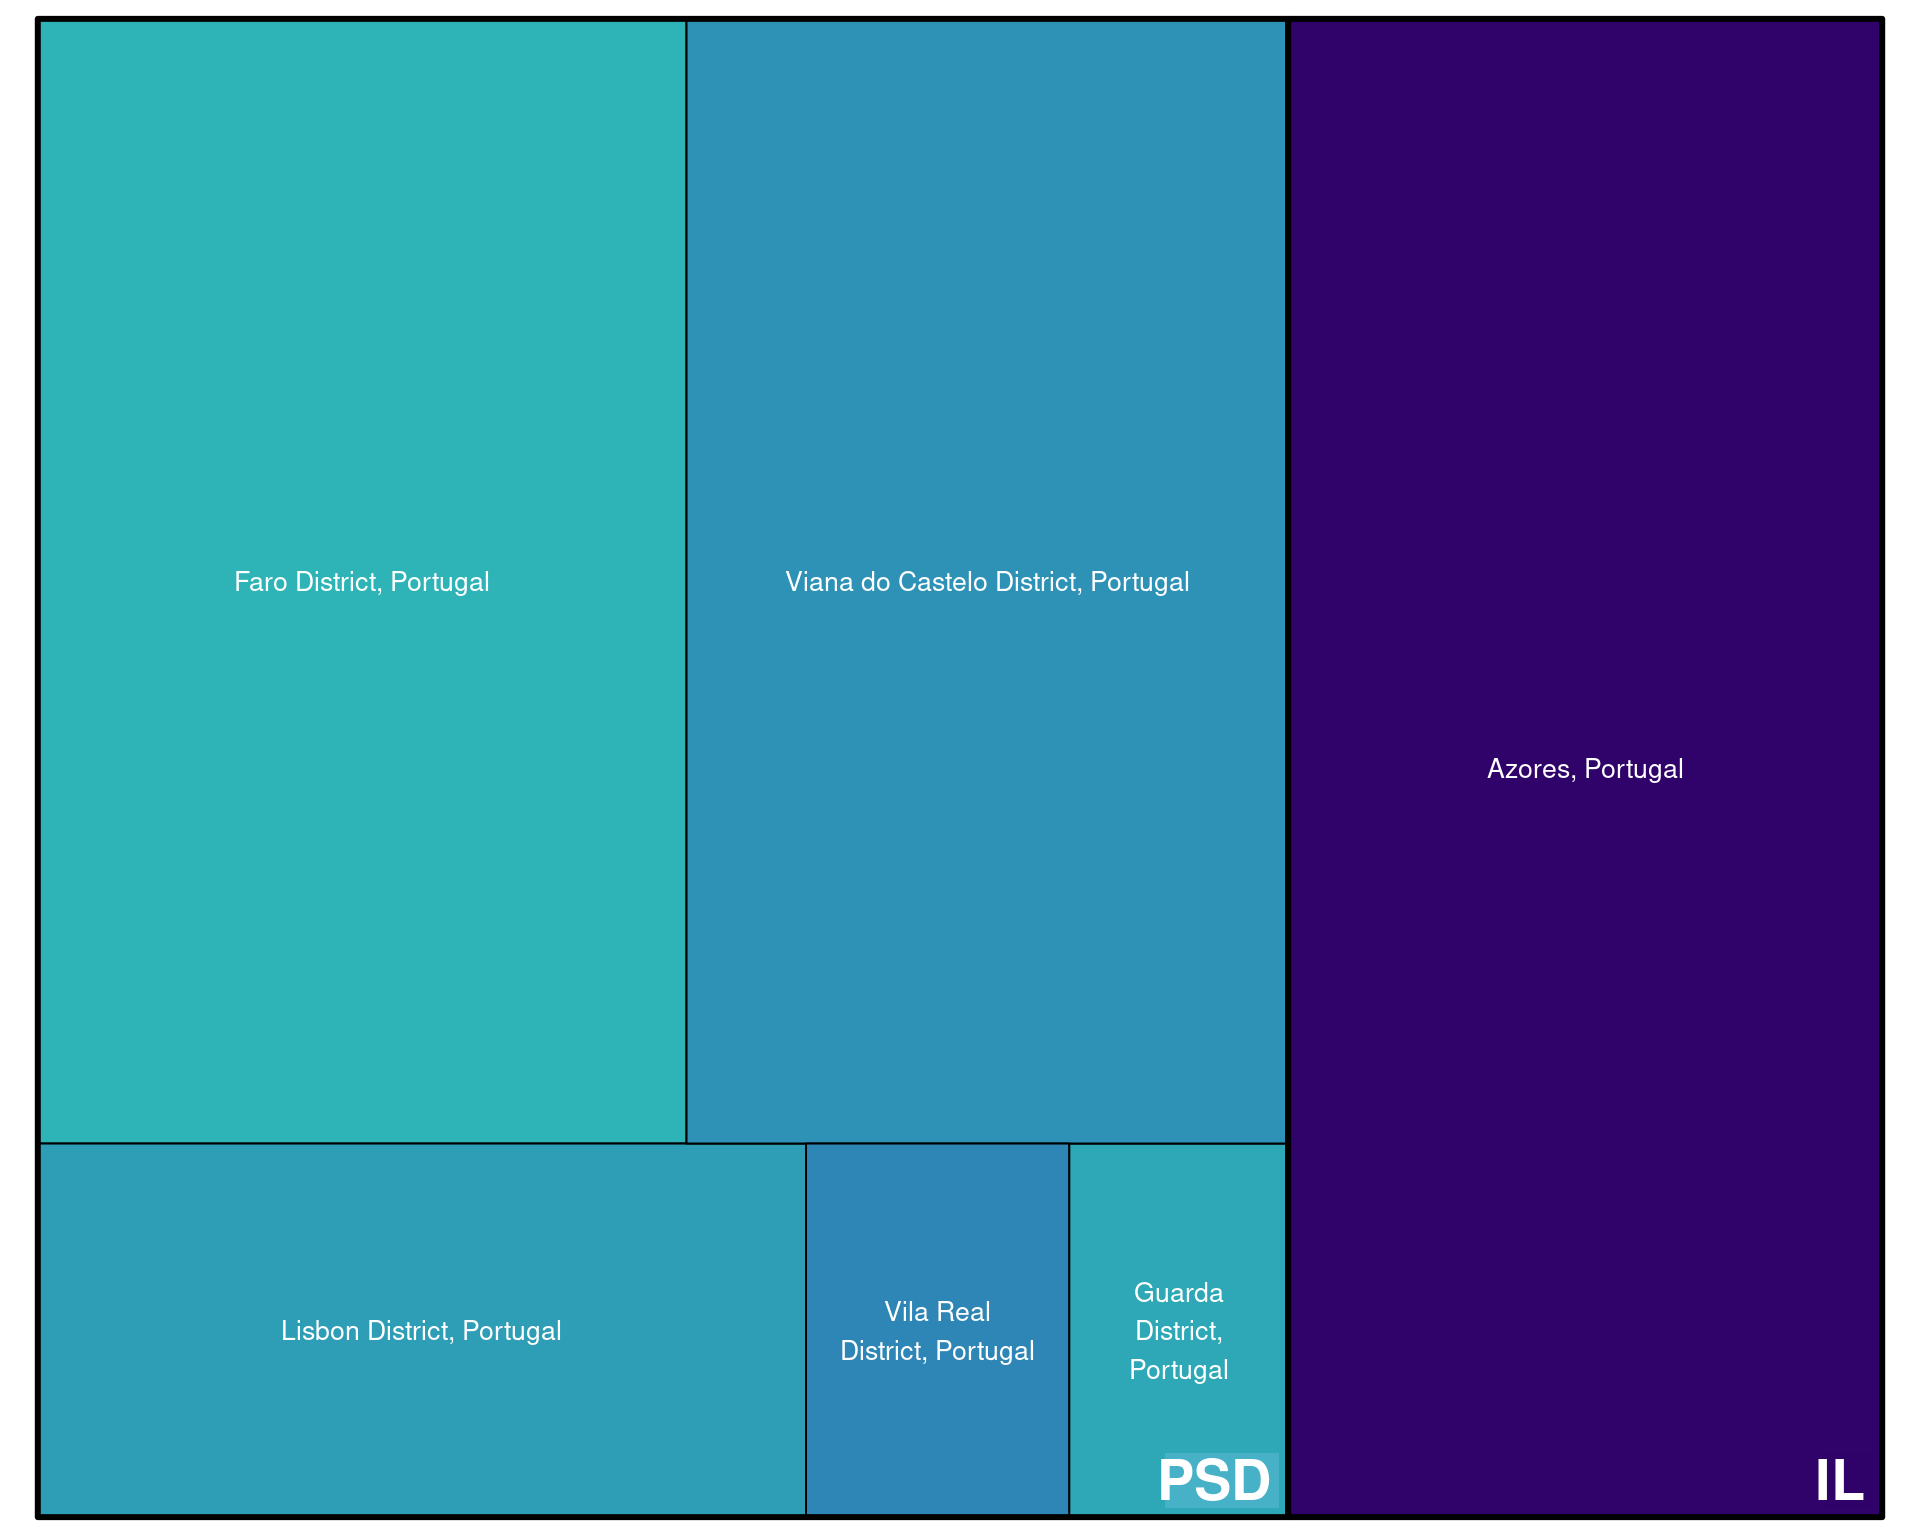 Faro District, Portugal
Viana do Castelo District, Portugal
Azores, Portugal
Lisbon District, Portugal
Vila Real
District, Portugal
Guarda
District,
Portugal
PSD
IL